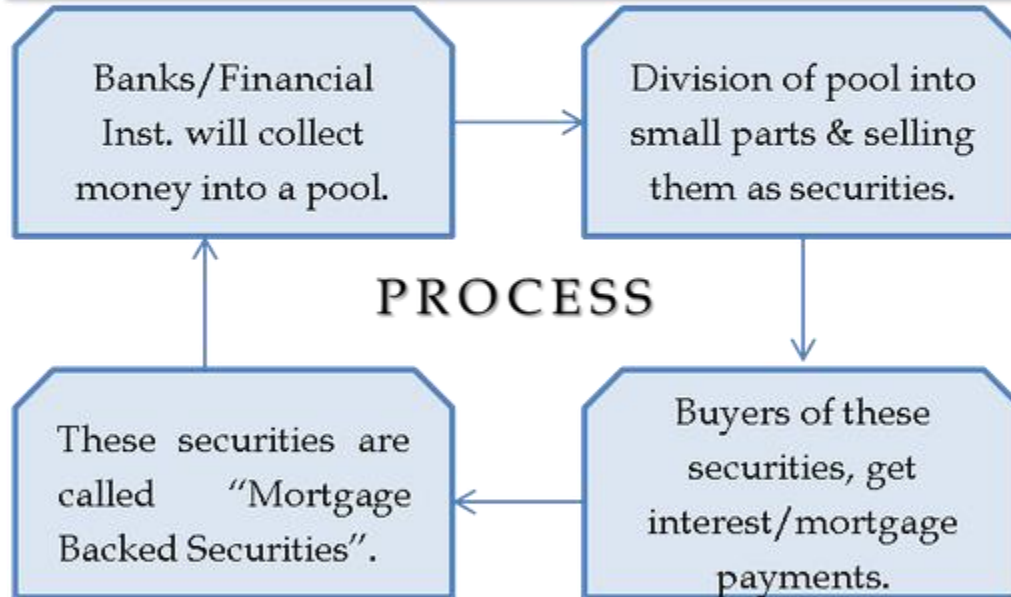 Banks/Financial
Inst. will collect
money into a pool.
Division of pool into
small parts & selling
them as securities.
PROCESS
These securities are
called "Mortgage
Backed Securities".
Buyers of these
securities, get
interest/mortgage
payments.